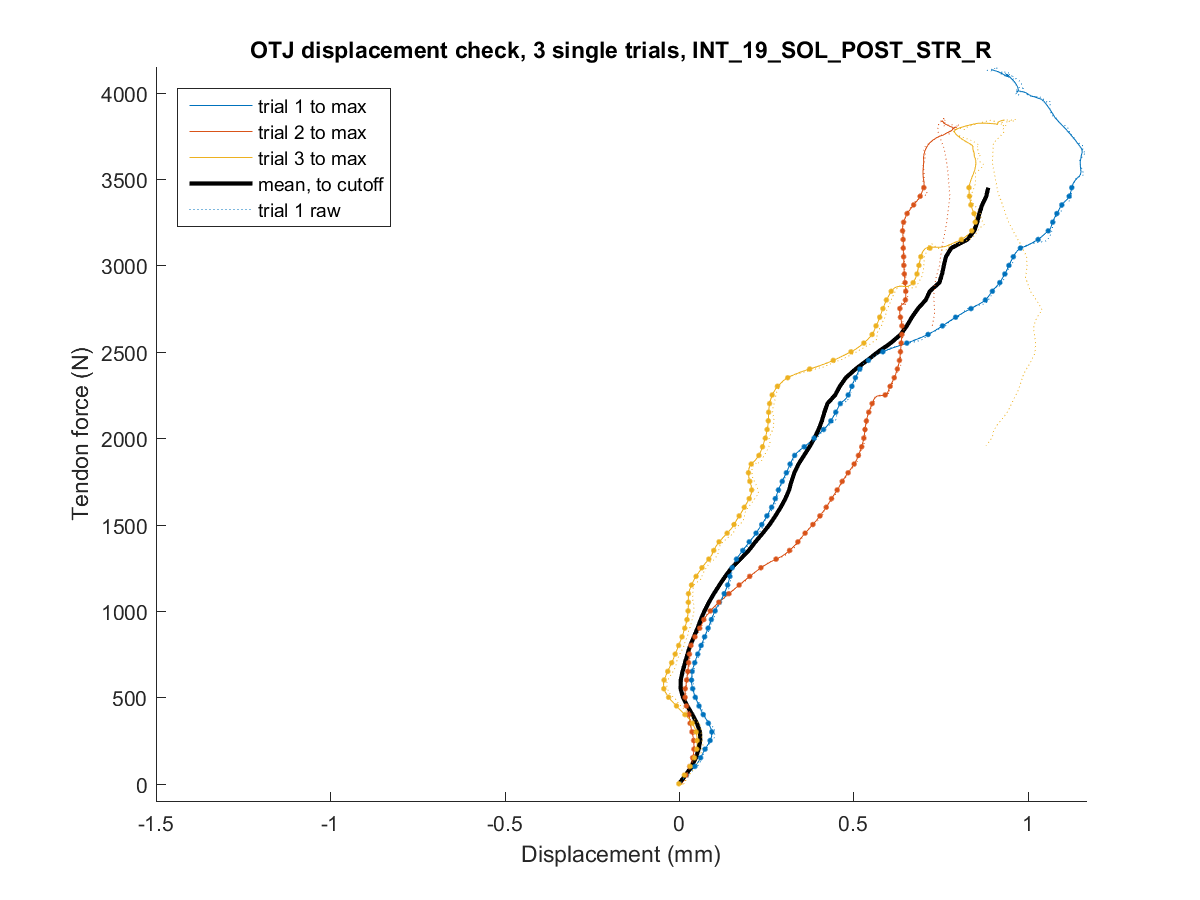 OTJ displacement check, 3 single trials, INT_19_SOL_POST_STR_R
trial 1 to max
trial 2 to max
trial 3 to max
mean, to cutoff
trial 1 raw
4000
3500
3000
2500
2000
1500
1000
500
0
Tendon force (N)
-1.5
-1
-0.5
0
0.5
1
Displacement (mm)